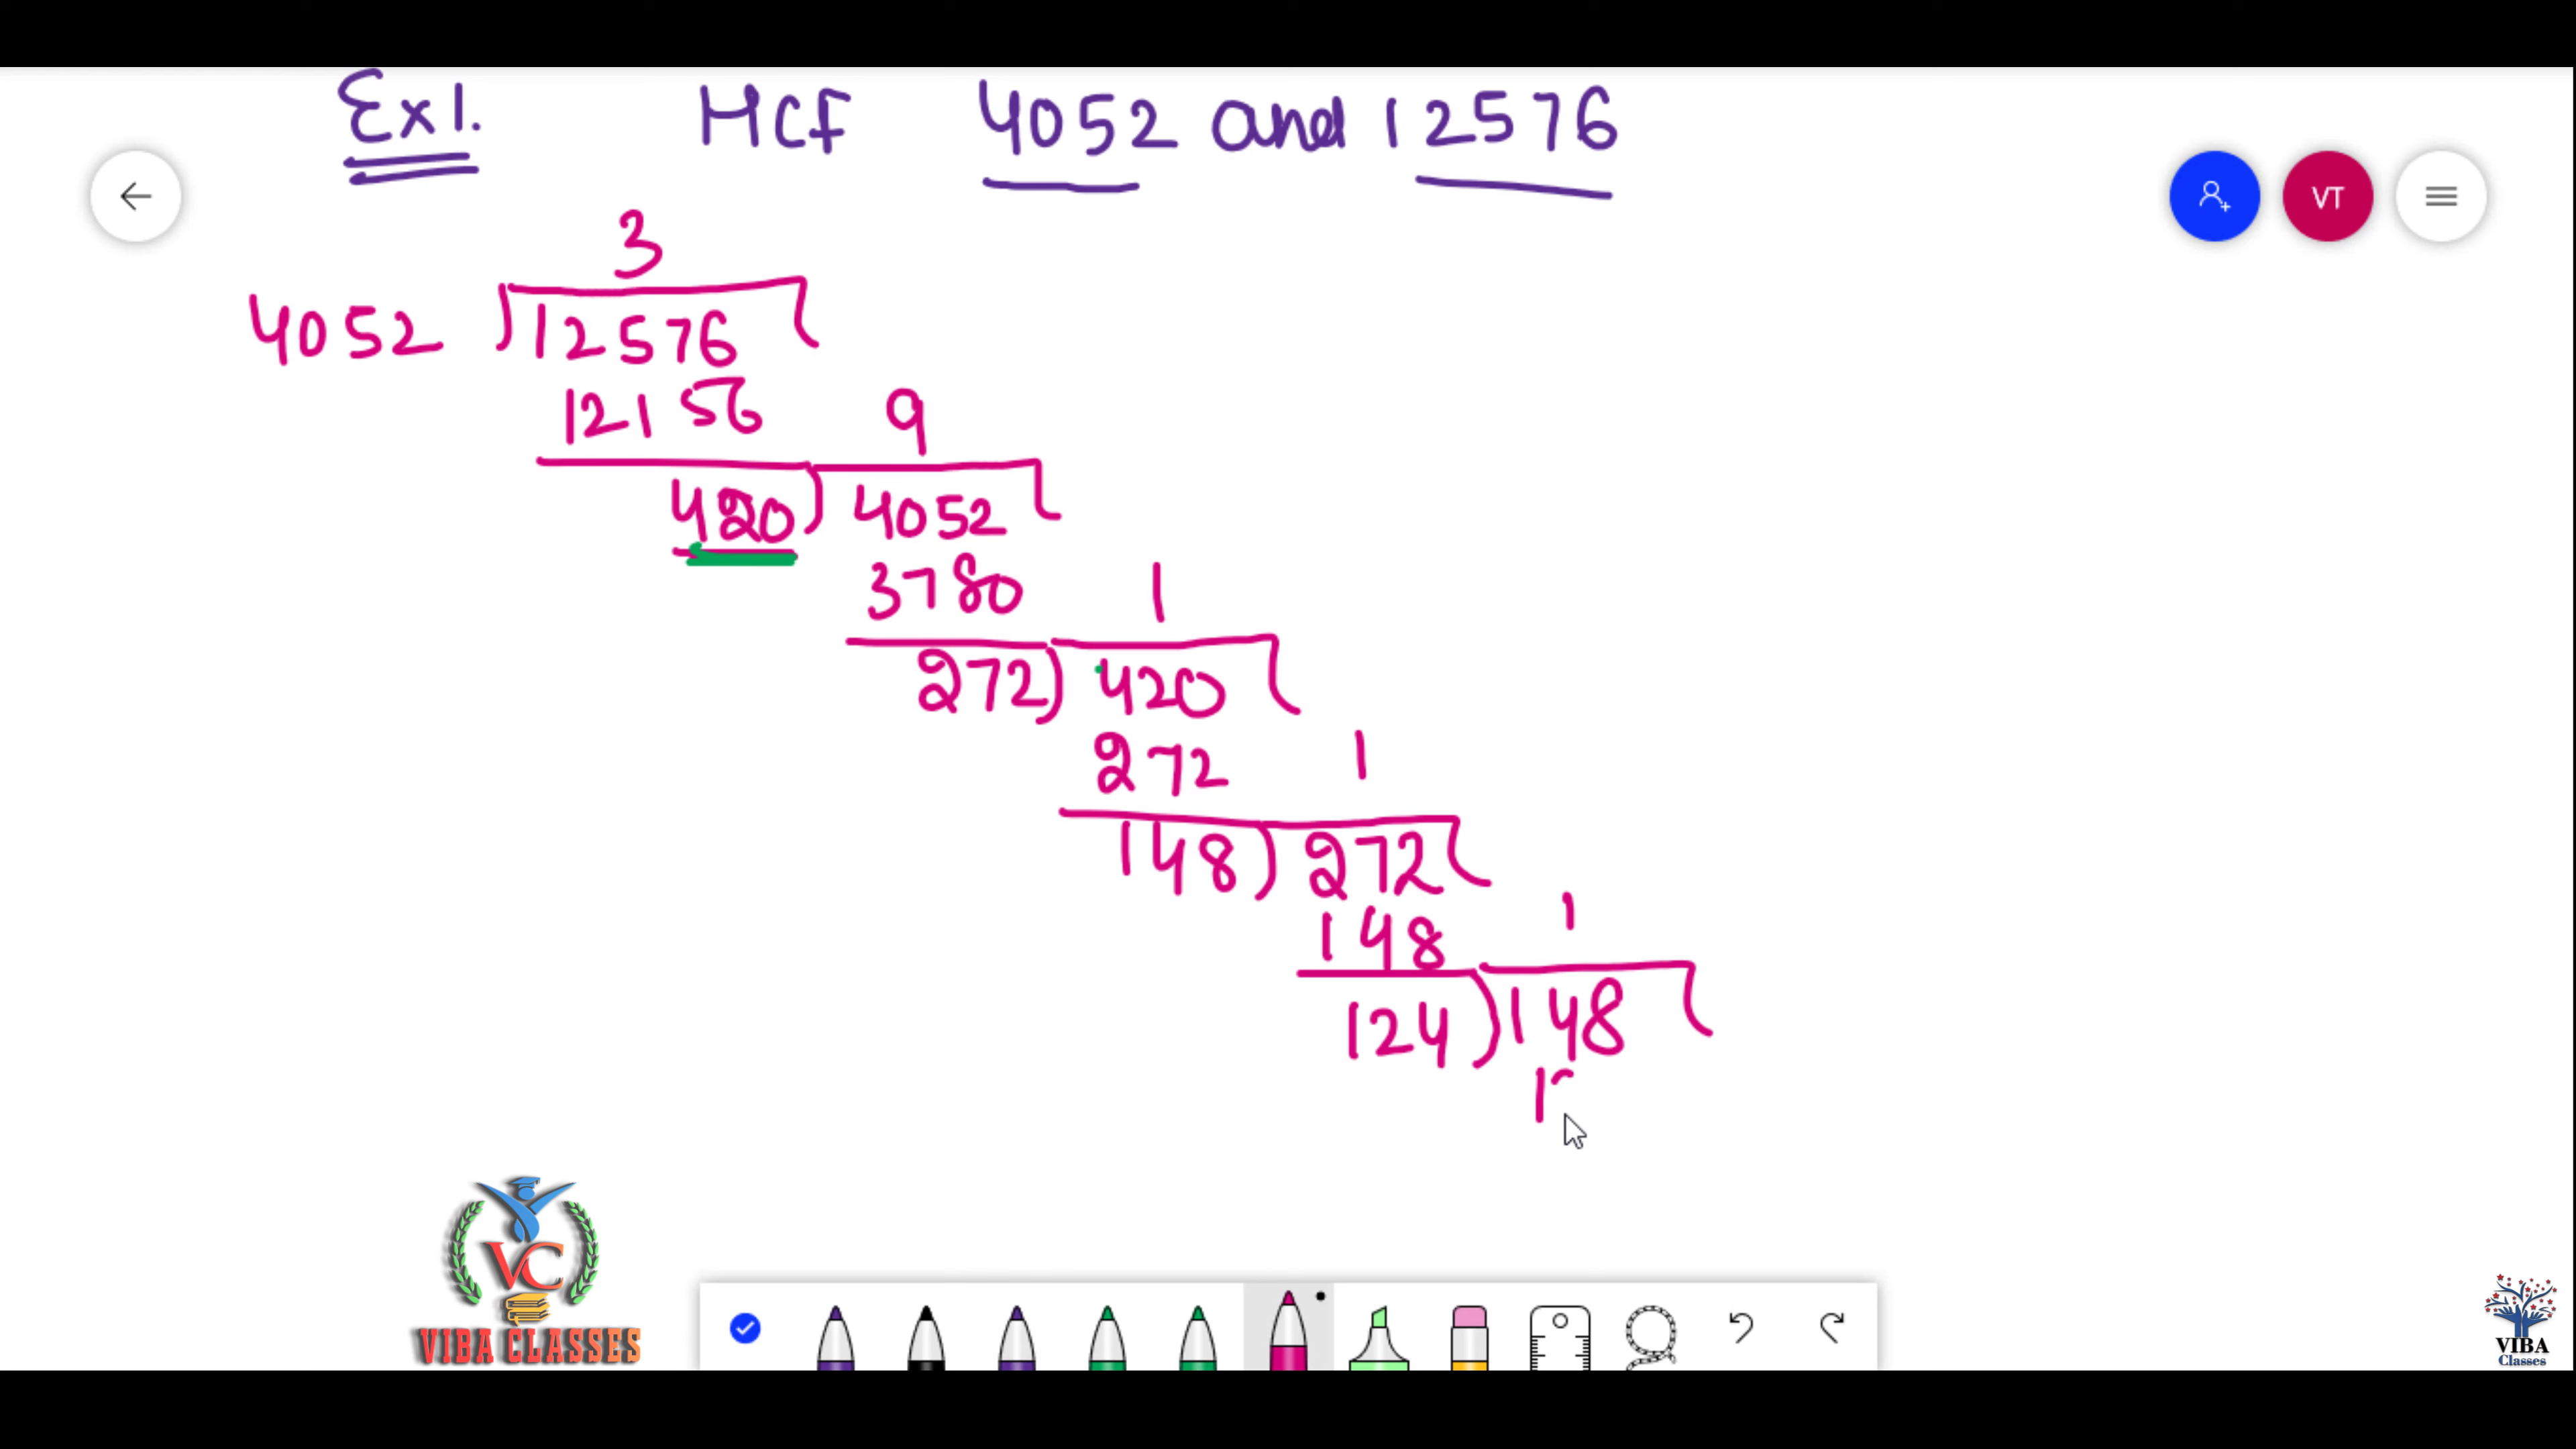 Ex1. HCF 4052 and 12576
VT
3
4052 ) 12576
12156 9
420 ) 4052
3780 1
272 ) 420
272 1
148 ) 272
148 1
124 ) 148
VC
VIBA CLASSES
VIBA
Classes